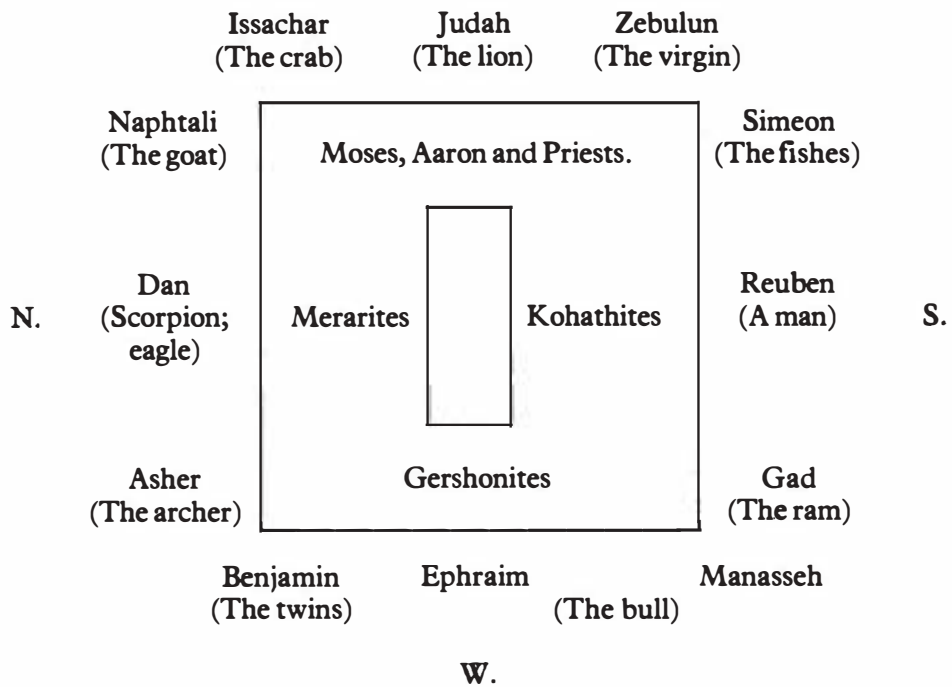 Issachar Judah Zebulun
(The crab) (The lion) (The virgin)
Naphtali Simeon
(The goat) Moses, Aaron and Priests. (The fishes)
Dan Reuben
N. (Scorpion; Merarites Kohathites (A man) S.
eagle)
Asher Gershonites Gad
(The archer) (The ram)
Benjamin Ephraim Manasseh
(The twins) (The bull)
W.